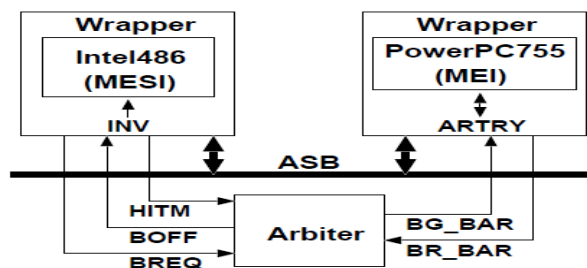 Wrapper
Intel486
(MESI)
INV
Wrapper
PowerPC755
(MEI)
ARTRY
ASB
HITM
BOFF
BREQ
Arbiter
BG_BAR
BR_BAR